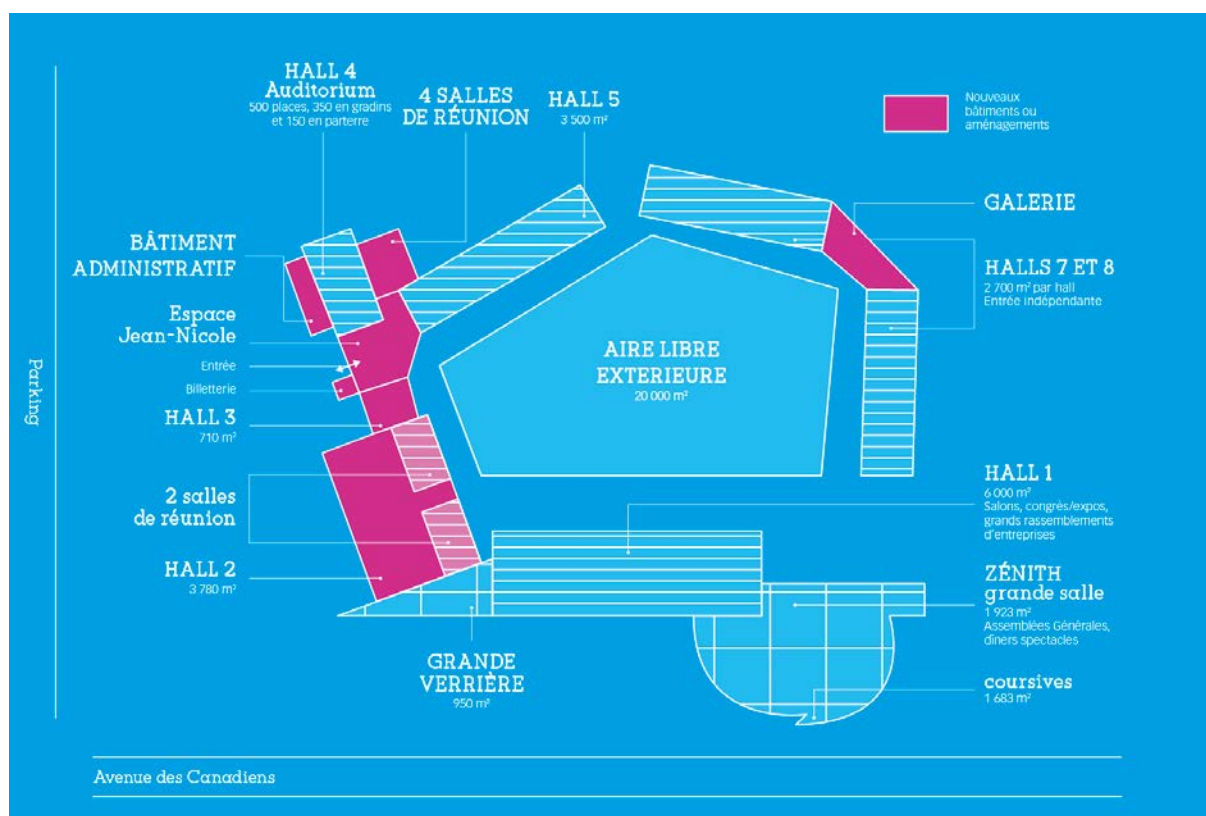 HALL 4
Auditorium
500 places, 350 en gradins
et 150 en parterre
4 SALLES
DE RÉUNION
HALL 5
3 500 m²
Nouveaux
bâtiments ou
aménagements
GALERIE
HALLS 7 ET 8
2 700 m² par hall
Entrée indépendante
BÂTIMENT
ADMINISTRATIF
Espace
Jean-Nicole
Entrée
Billetterie
HALL 3
710 m²
AIRE LIBRE
EXTERIEURE
20 000 m²
Parking
2 salles
de réunion
HALL 2
3 780 m²
HALL 1
6 000 m²
Salons, congrès/expos,
grands rassemblements
d'entreprises
ZÉNITH
grande salle
1 923 m²
Assemblées Générales,
dîners spectacles
GRANDE
VERRIÈRE
950 m²
coursives
1 683 m²
Avenue des Canadiens